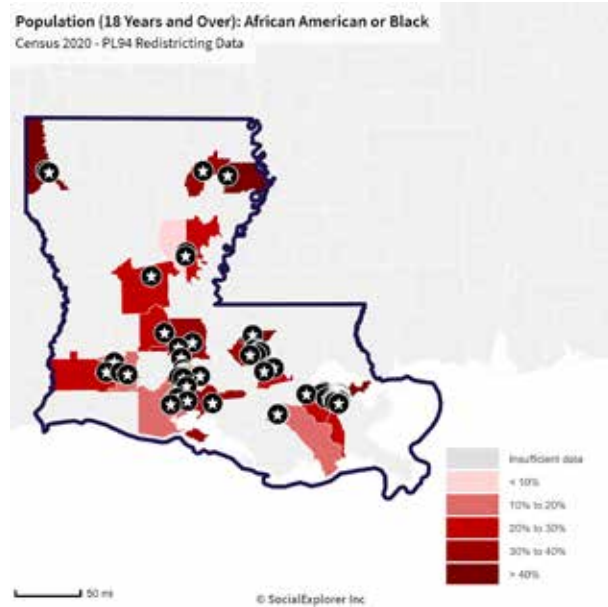 Population (18 Years and Over): African American or Black
Census 2020 - PL94 Redistricting Data
Insufficient data
< 10%
10% to 20%
20% to 30%
30% to 40%
> 40%
50 mi
© SocialExplorer Inc